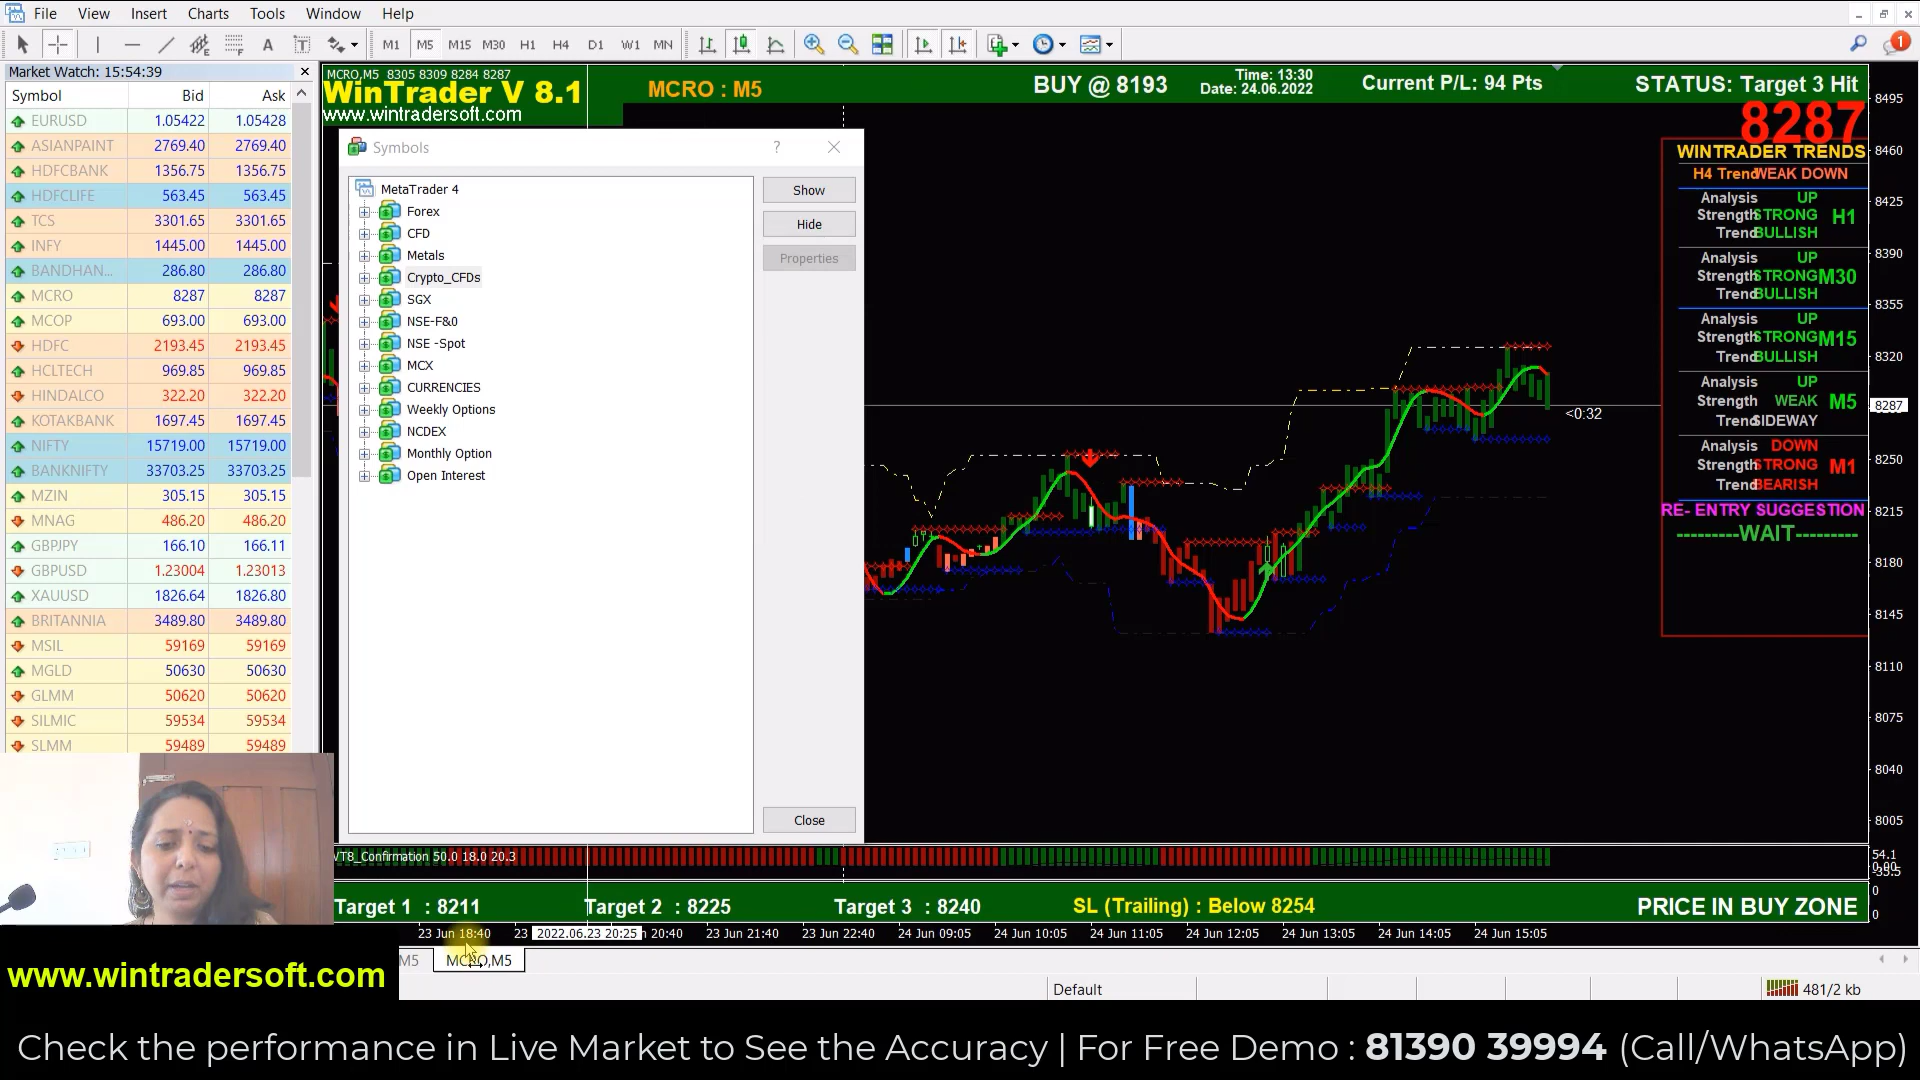 File View Insert Charts Tools Window Help
M1 M5 M15 M30 H1 H4 D1 W1 MN
1
Market Watch: 15:54:39
Symbol Bid Ask
EURUSD 1.05422 1.05428
ASIANPAINT 2769.40 2769.40
HDFCBANK 1356.75 1356.75
HDFCLIFE 563.45 563.45
TCS 3301.65 3301.65
INFY 1445.00 1445.00
BANDHAN... 286.80 286.80
MCRO 8287 8287
MCOP 693.00 693.00
HDFC 2193.45 2193.45
HCLTECH 969.85 969.85
HINDALCO 322.20 322.20
KOTAKBANK 1697.45 1697.45
NIFTY 15719.00 15719.00
BANKNIFTY 33703.25 33703.25
MZIN 305.15 305.15
MNAG 486.20 486.20
GBPJPY 166.10 166.11
GBPUSD 1.23004 1.23013
XAUUSD 1826.64 1826.80
BRITANNIA 3489.80 3489.80
MSIL 59169 59169
MGLD 50630 50630
GLMM 50620 50620
SILMIC 59534 59534
SLMM 59489 59489
MCRO,M5 8305 8309 8284 8287
WinTrader V 8.1
www.wintradersoft.com
MCRO : M5
BUY @ 8193
Time: 13:30
Date: 24.06.2022
Current P/L: 94 Pts
STATUS: Target 3 Hit
8287
Symbols
?
MetaTrader 4
Forex
CFD
Metals
Crypto_CFDs
SGX
NSE-F&0
NSE -Spot
MCX
CURRENCIES
Weekly Options
NCDEX
Monthly Option
Open Interest
Show
Hide
Properties
Close
<0:32
WINTRADER TRENDS
H4 Trend WEAK DOWN
Analysis UP
Strength STRONG H1
Trend BULLISH
Analysis UP
Strength STRONG M30
Trend BULLISH
Analysis UP
Strength STRONG M15
Trend BULLISH
Analysis UP
Strength WEAK M5
Trend SIDEWAY
Analysis DOWN
Strength STRONG M1
Trend BEARISH
RE- ENTRY SUGGESTION
---------WAIT---------
8495
8460
8425
8390
8355
8320
8287
8250
8215
8180
8145
8110
8075
8040
8005
54.1
0.00
0
0
WT8_Confirmation 50.0 18.0 20.3
Target 1 : 8211
Target 2 : 8225
Target 3 : 8240
SL (Trailing) : Below 8254
PRICE IN BUY ZONE
23 Jun 18:40 23 2022.06.23 20:25 n 20:40 23 Jun 21:40 23 Jun 22:40 24 Jun 09:05 24 Jun 10:05 24 Jun 11:05 24 Jun 12:05 24 Jun 13:05 24 Jun 14:05 24 Jun 15:05
M5 MCRO,M5
www.wintradersoft.com
Default
481/2 kb
Check the performance in Live Market to See the Accuracy | For Free Demo : 81390 39994 (Call/WhatsApp)